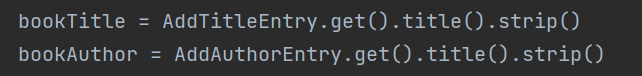 bookTitle = AddTitleEntry.get().title().strip()
bookAuthor = AddAuthorEntry.get().title().strip()